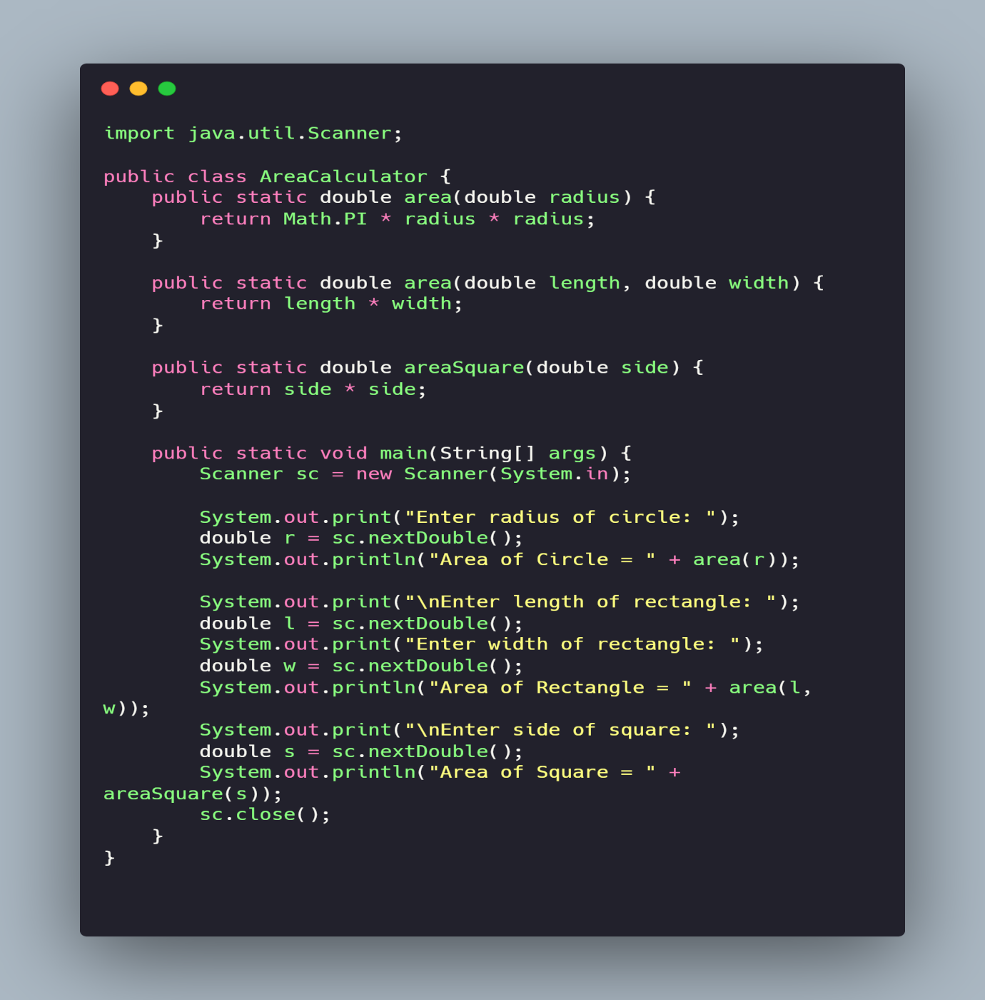 import java.util.Scanner;

public class AreaCalculator {
    public static double area(double radius) {
        return Math.PI * radius * radius;
    }

    public static double area(double length, double width) {
        return length * width;
    }

    public static double areaSquare(double side) {
        return side * side;
    }

    public static void main(String[] args) {
        Scanner sc = new Scanner(System.in);

        System.out.print("Enter radius of circle: ");
        double r = sc.nextDouble();
        System.out.println("Area of Circle = " + area(r));

        System.out.print("\nEnter length of rectangle: ");
        double l = sc.nextDouble();
        System.out.print("Enter width of rectangle: ");
        double w = sc.nextDouble();
        System.out.println("Area of Rectangle = " + area(l,
w));
        System.out.print("\nEnter side of square: ");
        double s = sc.nextDouble();
        System.out.println("Area of Square = " +
areaSquare(s));
        sc.close();
    }
}